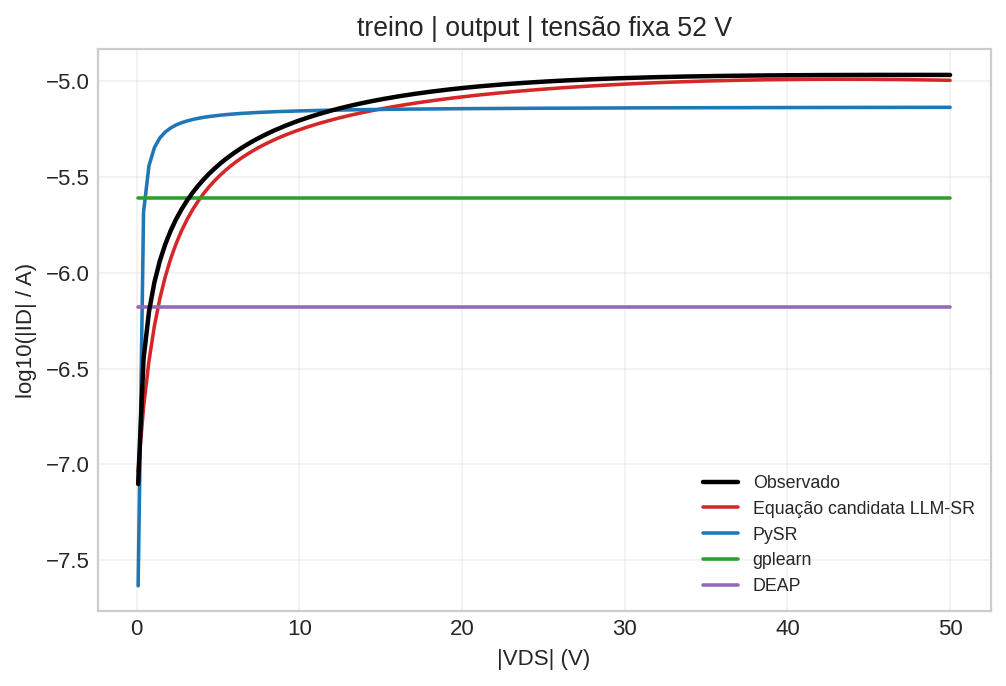 treino | output | tensão fixa 52 V
log10(|ID| / A)
−5.0
−5.5
−6.0
−6.5
−7.0
−7.5
Observado
Equação candidata LLM-SR
PySR
gplearn
DEAP
0
10
20
30
40
50
|VDS| (V)